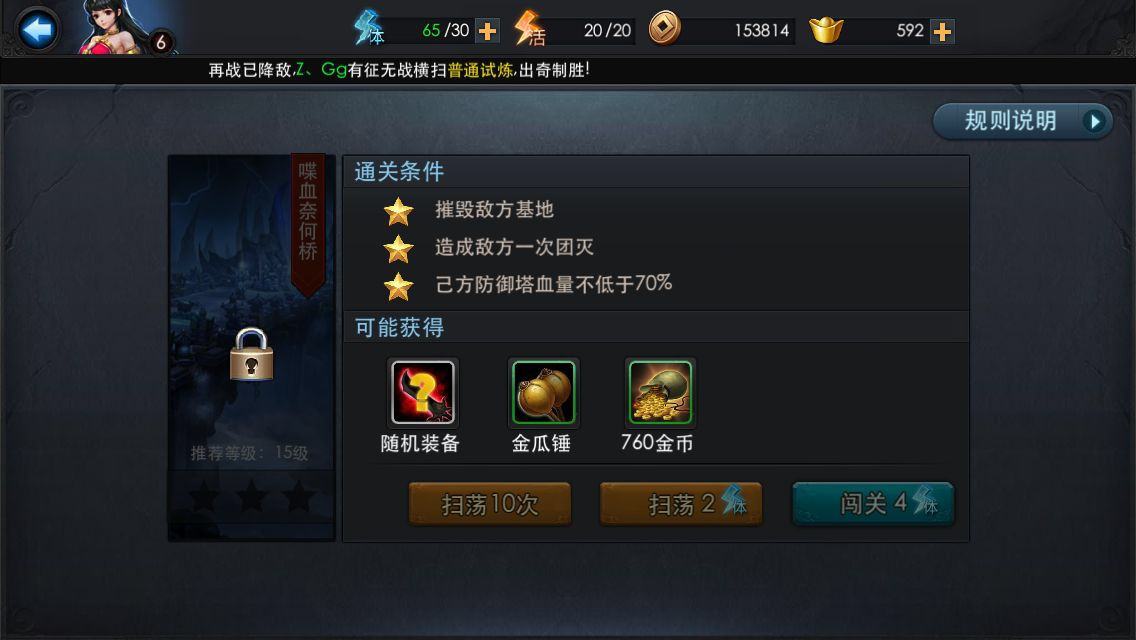 体 65/30 活 20/20 153814 592
6
再战已降敌,Z、Gg有征无战横扫普通试炼,出奇制胜!
规则说明
喋血奈何桥
推荐等级：15级
通关条件
摧毁敌方基地
造成敌方一次团灭
己方防御塔血量不低于70%
可能获得
随机装备 金瓜锤 760金币
扫荡10次 扫荡 2体 闯关 4体